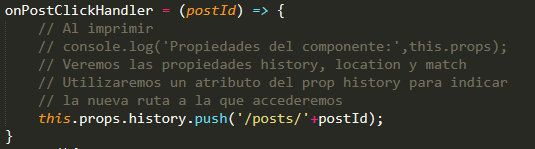 onPostClickHandler = (postId) => {
// Al imprimir
// console.log('Propiedades del componente:',this.props);
// Veremos las propiedades history, location y match
// Utilizaremos un atributo del prop history para indicar
// la nueva ruta a la que accederemos
this.props.history.push('/posts/'+postId);
}